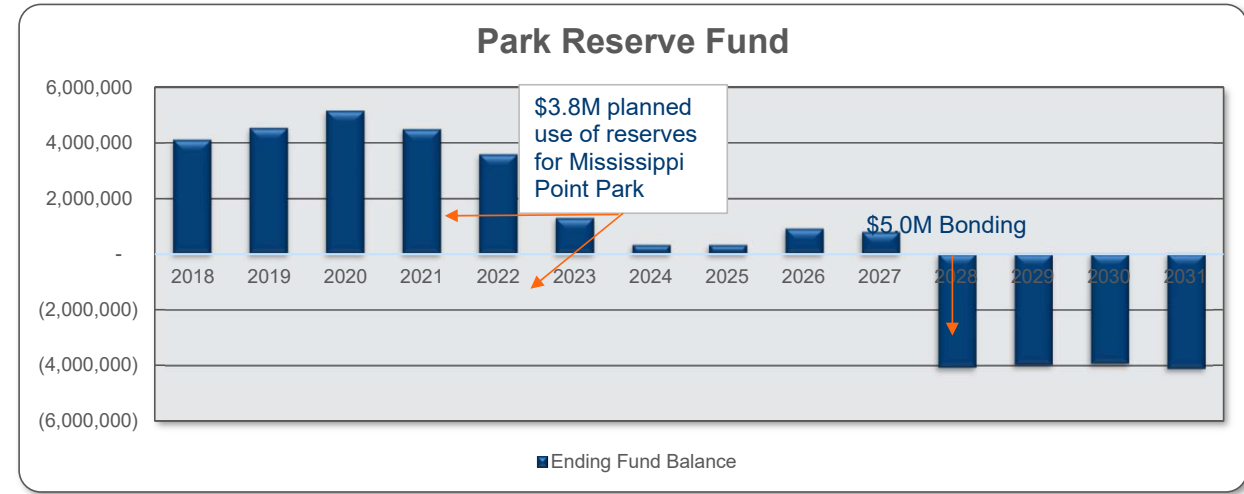 Park Reserve Fund
6,000,000
4,000,000
2,000,000
-
(2,000,000)
(4,000,000)
(6,000,000)
$3.8M planned
use of reserves
for Mississippi
Point Park
$5.0M Bonding
2018 2019 2020 2021 2022 2023 2024 2025 2026 2027 2028 2029 2030 2031
Ending Fund Balance